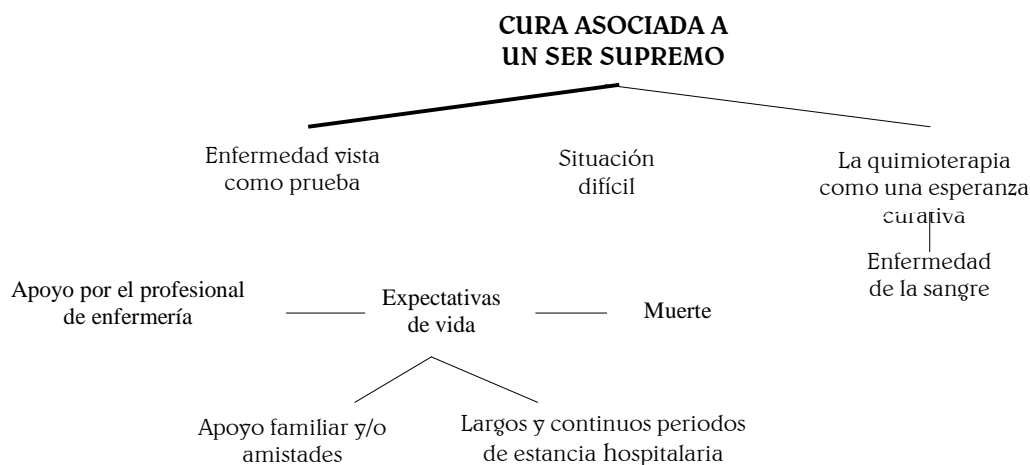 CURA ASOCIADA A
UN SER SUPREMO
Enfermedad vista
como prueba
Situación
difícil
La quimioterapia
como una esperanza
curativa
Enfermedad
de la sangre
Apoyo por el profesional
de enfermería
Expectativas
de vida
Muerte
Apoyo familiar y/o
amistades
Largos y continuos periodos
de estancia hospitalaria